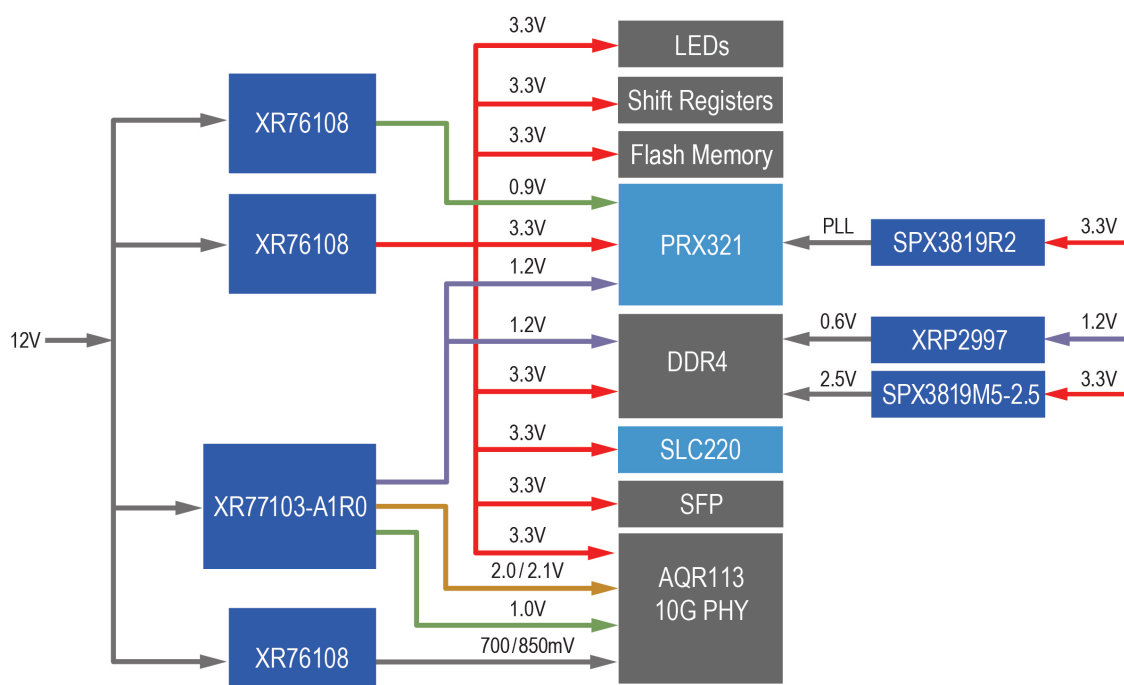 3.3V
LEDs
3.3V
Shift Registers
XR76108
3.3V
Flash Memory
0.9V
PRX321
XR76108
3.3V
PLL
SPX3819R2
3.3V
1.2V
12V
1.2V
DDR4
0.6V
XRP2997
1.2V
3.3V
2.5V
SPX3819M5-2.5
3.3V
3.3V
SLC220
XR77103-A1R0
3.3V
SFP
3.3V
AQR113
10G PHY
2.0/2.1V
1.0V
XR76108
700/850mV